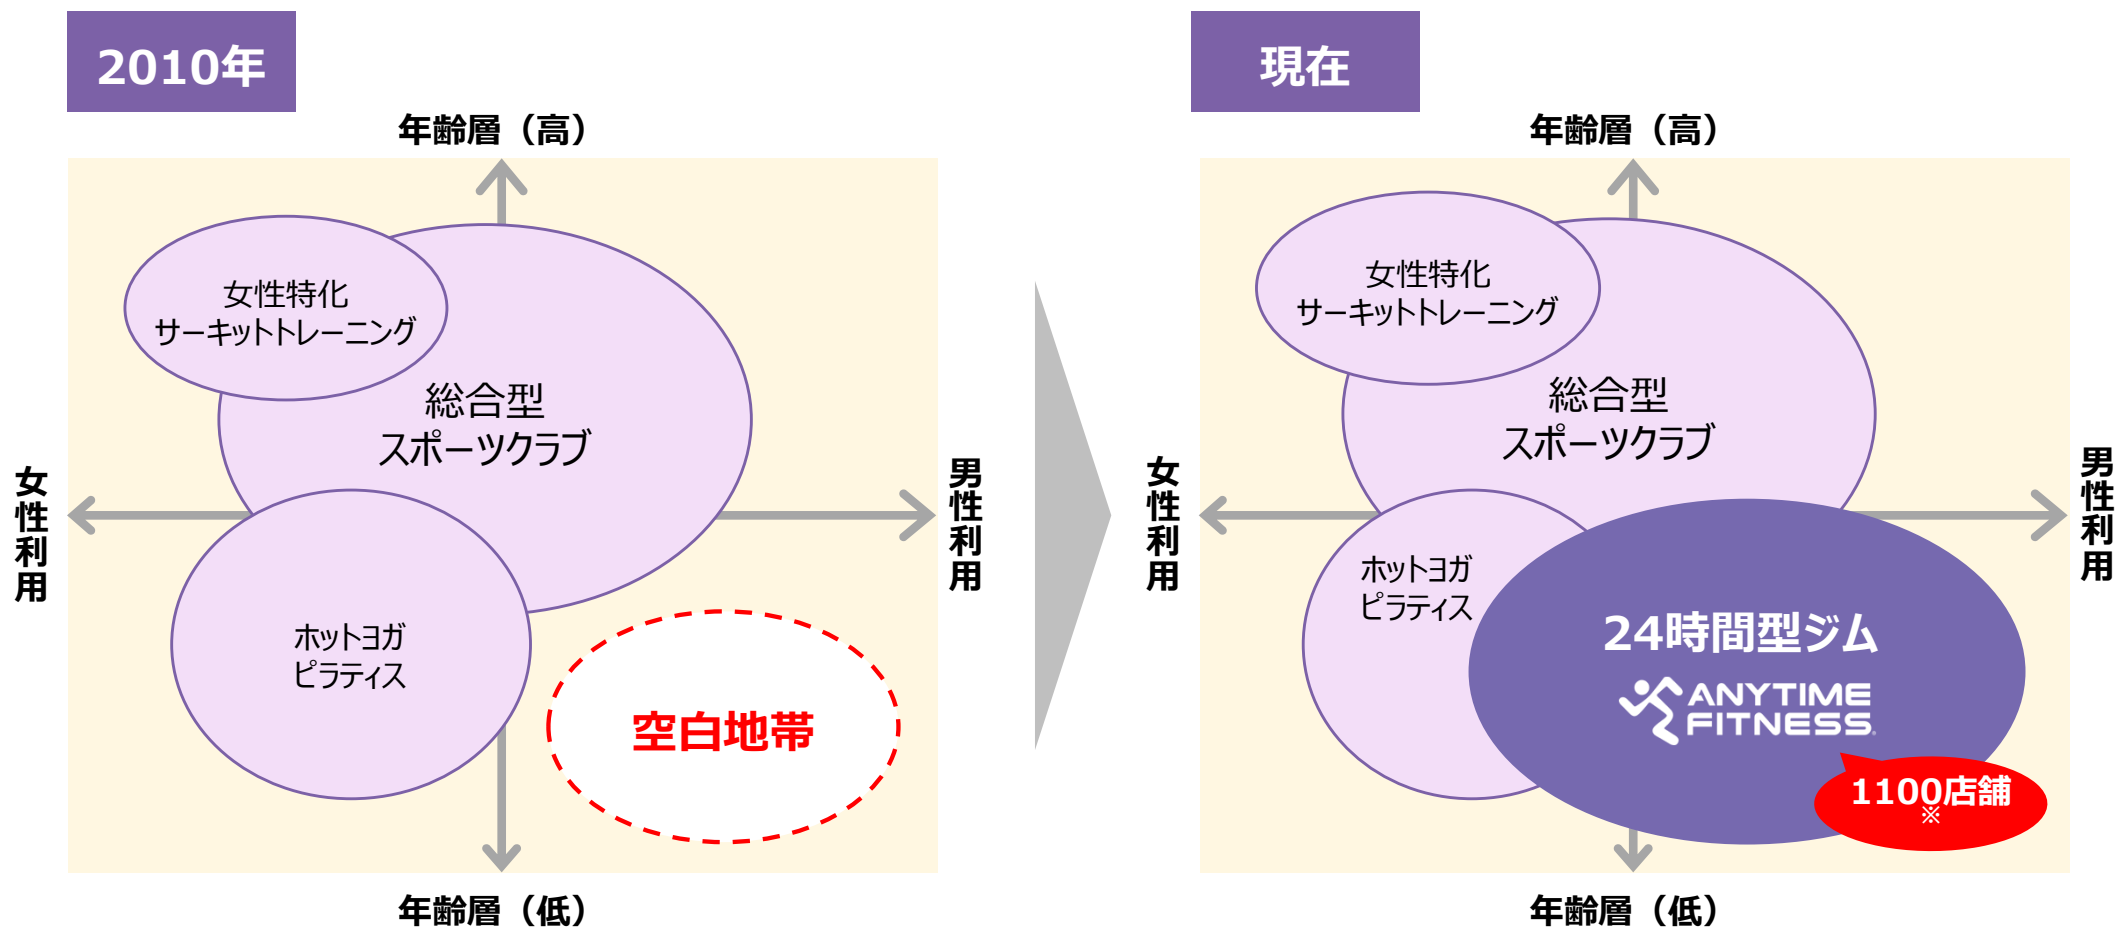 2010年
年齢層（高）
女性特化
サーキットトレーニング
総合型
スポーツクラブ
女性利用
男性利用
ホットヨガ
ピラティス
空白地帯
年齢層（低）
現在
年齢層（高）
女性特化
サーキットトレーニング
総合型
スポーツクラブ
女性利用
男性利用
ホットヨガ
ピラティス
24時間型ジム
ANYTIME
FITNESS®
1100店舗
※
年齢層（低）